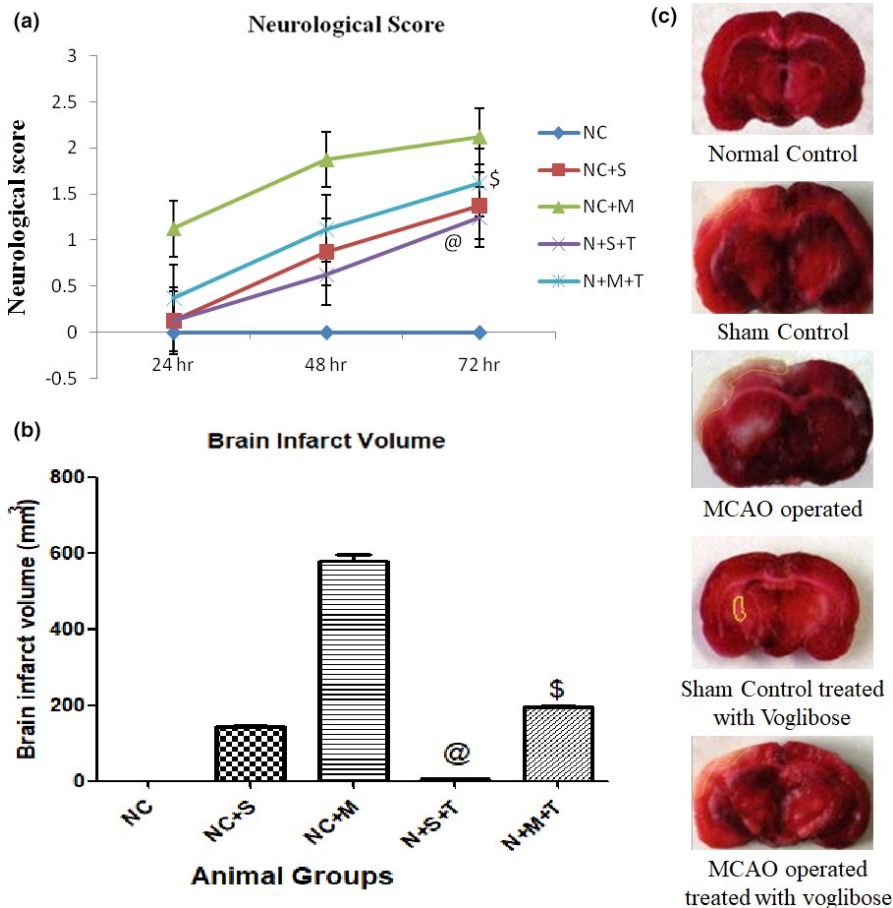 (a)
Neurological Score
Neurological score
3
2.5
2
1.5
1
0.5
0
-0.5
24 hr
48 hr
72 hr
$
@
NC
NC+S
NC+M
N+S+T
N+M+T
(b)
Brain Infarct Volume
Brain infarct volume (mm³)
800
600
400
200
0
@
$
NC
NC+S
NC+M
N+S+T
N+M+T
Animal Groups
(c)
Normal Control
Sham Control
MCAO operated
Sham Control treated
with Voglibose
MCAO operated
treated with voglibose